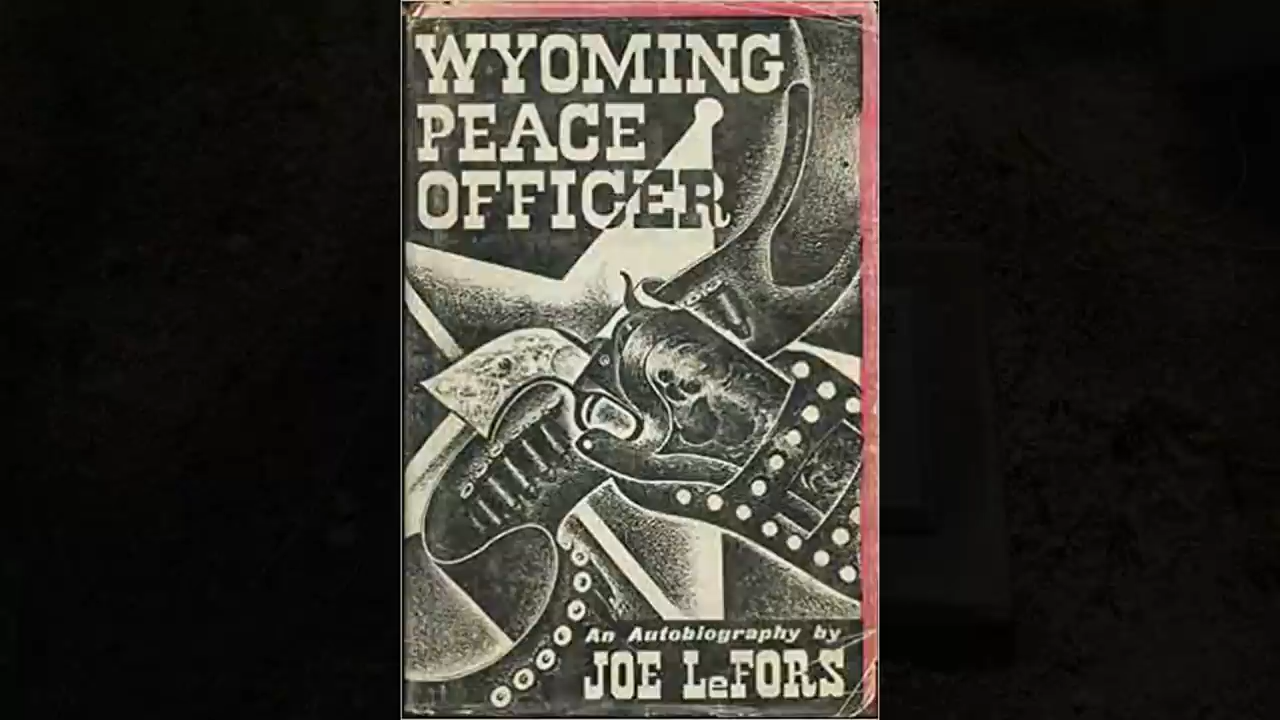 WYOMING
PEACE
OFFICER
An Autobiography by
JOE LeFORS